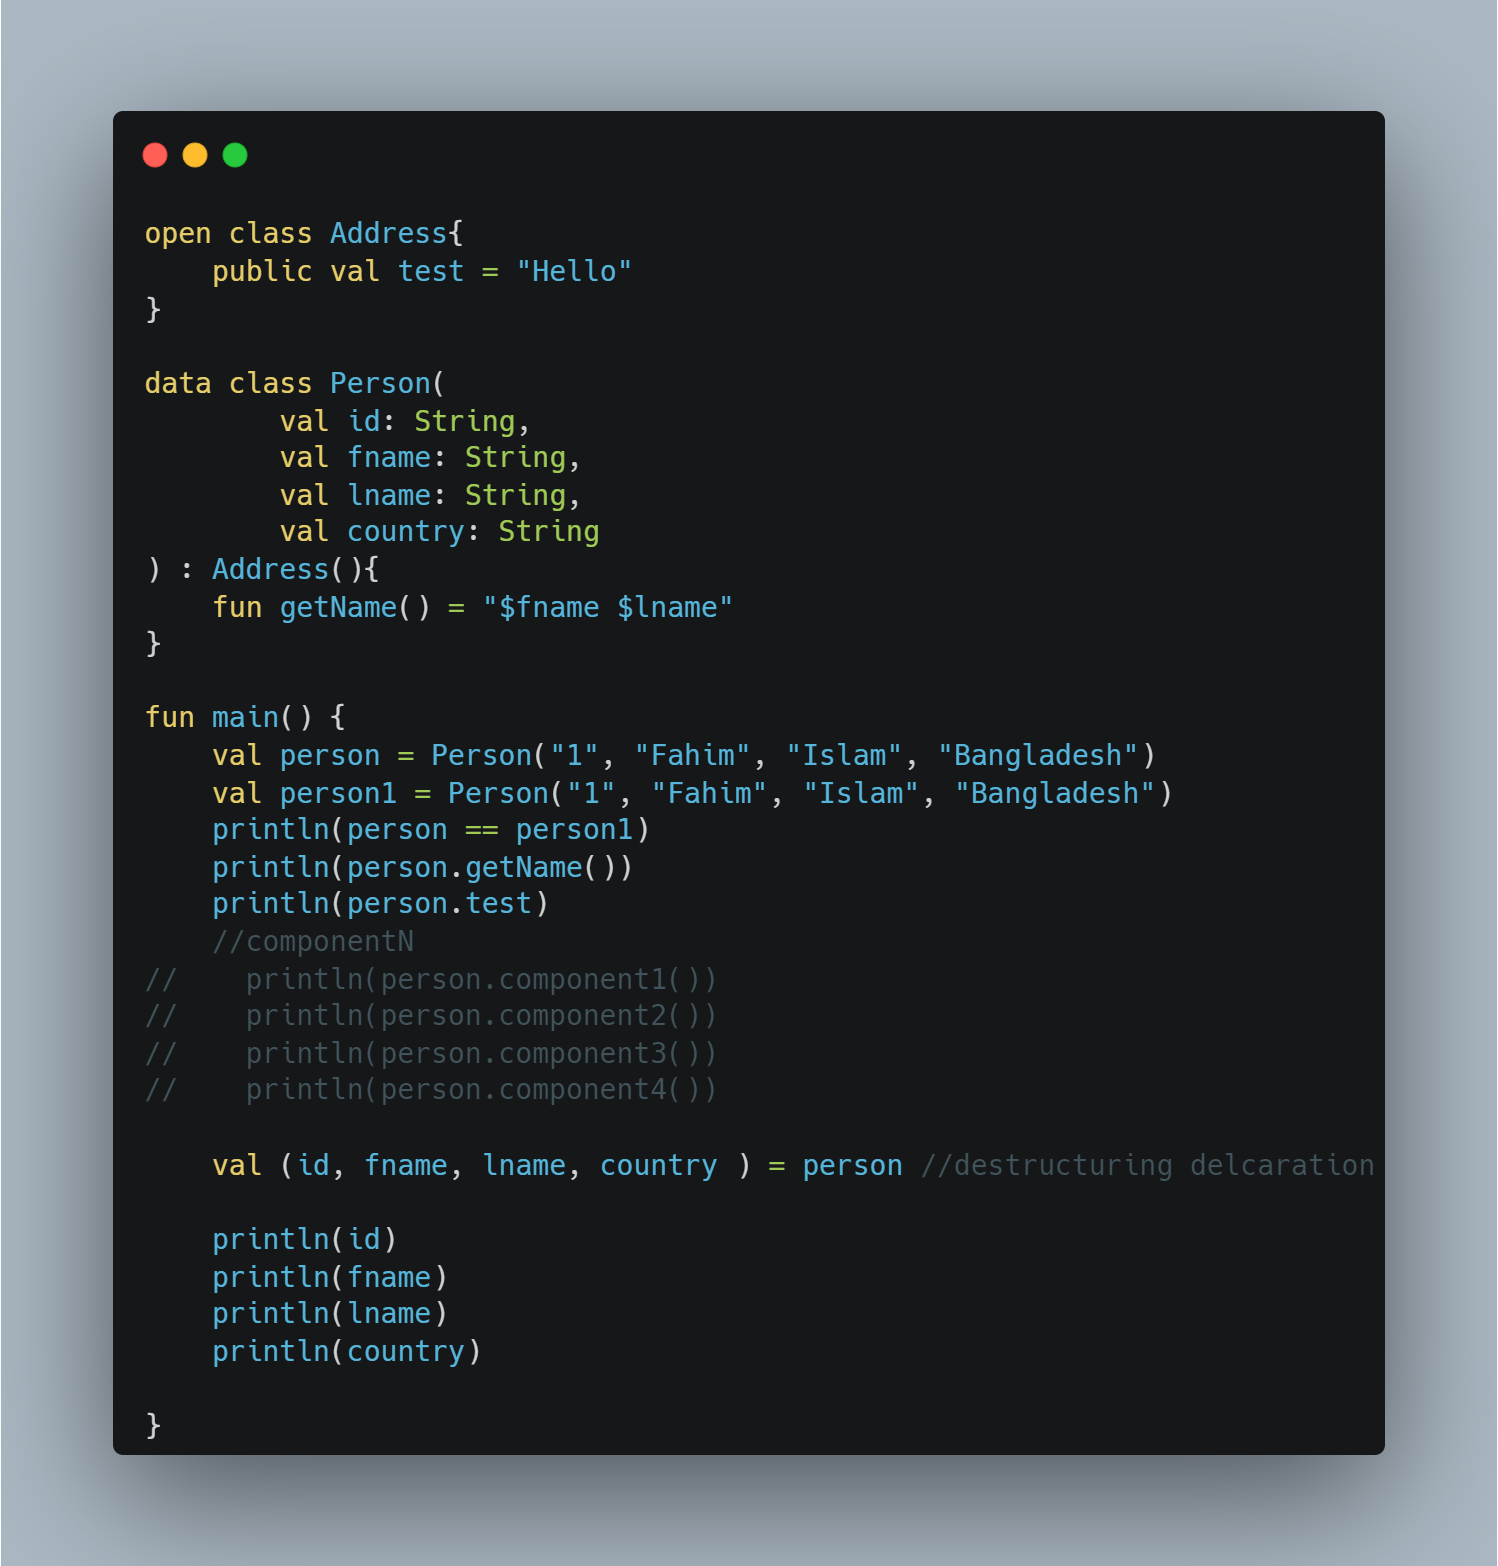 open class Address{
    public val test = "Hello"
}

data class Person(
        val id: String,
        val fname: String,
        val lname: String,
        val country: String
) : Address(){
    fun getName() = "$fname $lname"
}

fun main() {
    val person = Person("1", "Fahim", "Islam", "Bangladesh")
    val person1 = Person("1", "Fahim", "Islam", "Bangladesh")
    println(person == person1)
    println(person.getName())
    println(person.test)
    //componentN
//    println(person.component1())
//    println(person.component2())
//    println(person.component3())
//    println(person.component4())

    val (id, fname, lname, country ) = person //destructuring delcaration

    println(id)
    println(fname)
    println(lname)
    println(country)

}